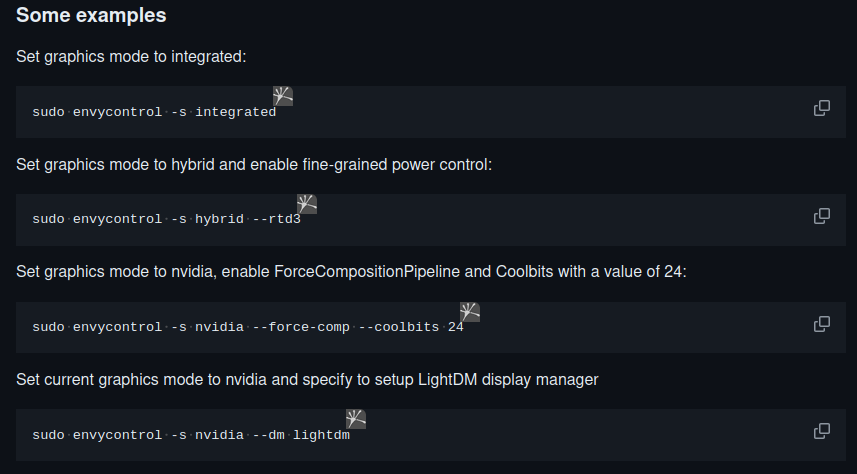 Some examples
Set graphics mode to integrated:
sudo envycontrol -s integrated
Set graphics mode to hybrid and enable fine-grained power control:
sudo envycontrol -s hybrid --rtd3
Set graphics mode to nvidia, enable ForceCompositionPipeline and Coolbits with a value of 24:
sudo envycontrol -s nvidia --force-comp --coolbits 24
Set current graphics mode to nvidia and specify to setup LightDM display manager
sudo envycontrol -s nvidia --dm lightdm